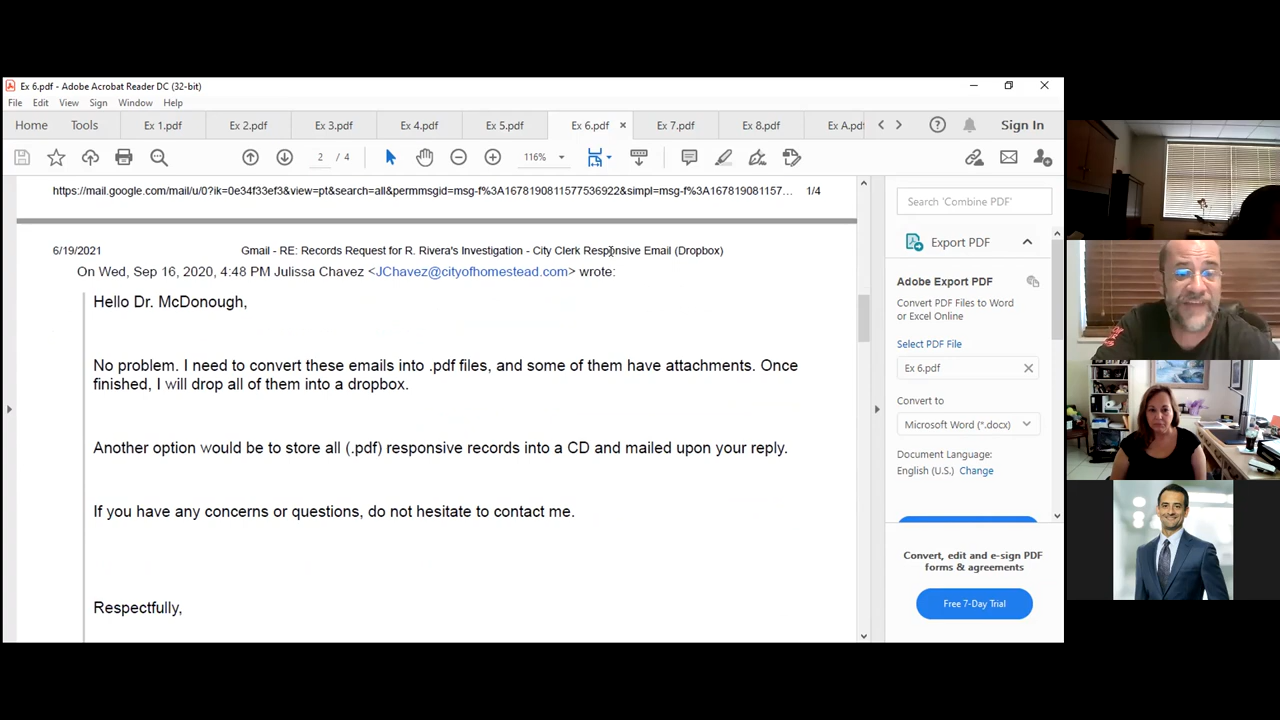 Ex 6.pdf - Adobe Acrobat Reader DC (32-bit)
File Edit View Sign Window Help
Home Tools Ex 1.pdf Ex 2.pdf Ex 3.pdf Ex 4.pdf Ex 5.pdf Ex 6.pdf Ex 7.pdf Ex 8.pdf Ex A.pdf Sign In
2 / 4 116%
https://mail.google.com/mail/u/0?ik=0e34f33ef3&view=pt&search=all&permmsgid=msg-f%3A1678190811577536922&simpl=msg-f%3A167819081157... 1/4
6/19/2021 Gmail - RE: Records Request for R. Rivera's Investigation - City Clerk Responsive Email (Dropbox)
On Wed, Sep 16, 2020, 4:48 PM Julissa Chavez <JChavez@cityofhomestead.com> wrote:
Hello Dr. McDonough,
No problem. I need to convert these emails into .pdf files, and some of them have attachments. Once
finished, I will drop all of them into a dropbox.
Another option would be to store all (.pdf) responsive records into a CD and mailed upon your reply.
If you have any concerns or questions, do not hesitate to contact me.
Respectfully,
Search 'Combine PDF'
Export PDF
Adobe Export PDF
Convert PDF Files to Word
or Excel Online
Select PDF File
Ex 6.pdf
Convert to
Microsoft Word (*.docx)
Document Language:
English (U.S.) Change
Convert, edit and e-sign PDF
forms & agreements
Free 7-Day Trial